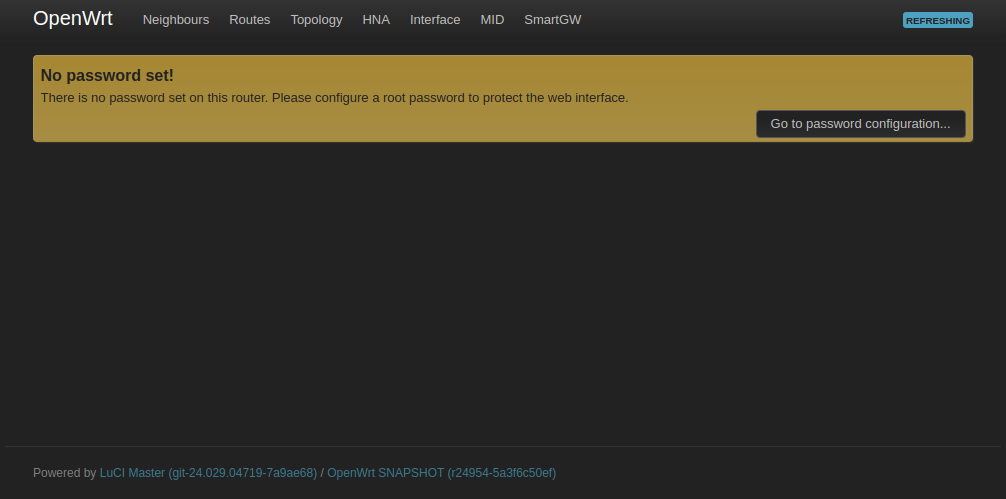 OpenWrt Neighbours Routes Topology HNA Interface MID SmartGW REFRESHING
No password set!
There is no password set on this router. Please configure a root password to protect the web interface.
Go to password configuration...
Powered by LuCI Master (git-24.029.04719-7a9ae68) / OpenWrt SNAPSHOT (r24954-5a3f6c50ef)